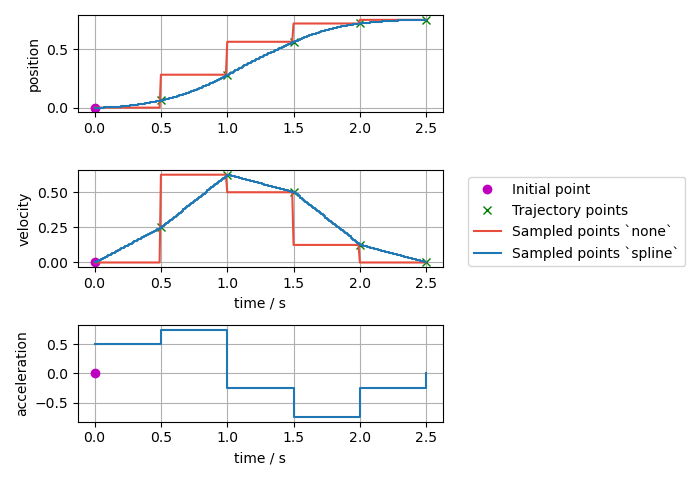 position
0.5
0.0
0.0 0.5 1.0 1.5 2.0 2.5
velocity
0.50
0.25
0.00
0.0 0.5 1.0 1.5 2.0 2.5
time / s
Initial point
Trajectory points
Sampled points `none`
Sampled points `spline`
acceleration
0.5
0.0
−0.5
0.0 0.5 1.0 1.5 2.0 2.5
time / s